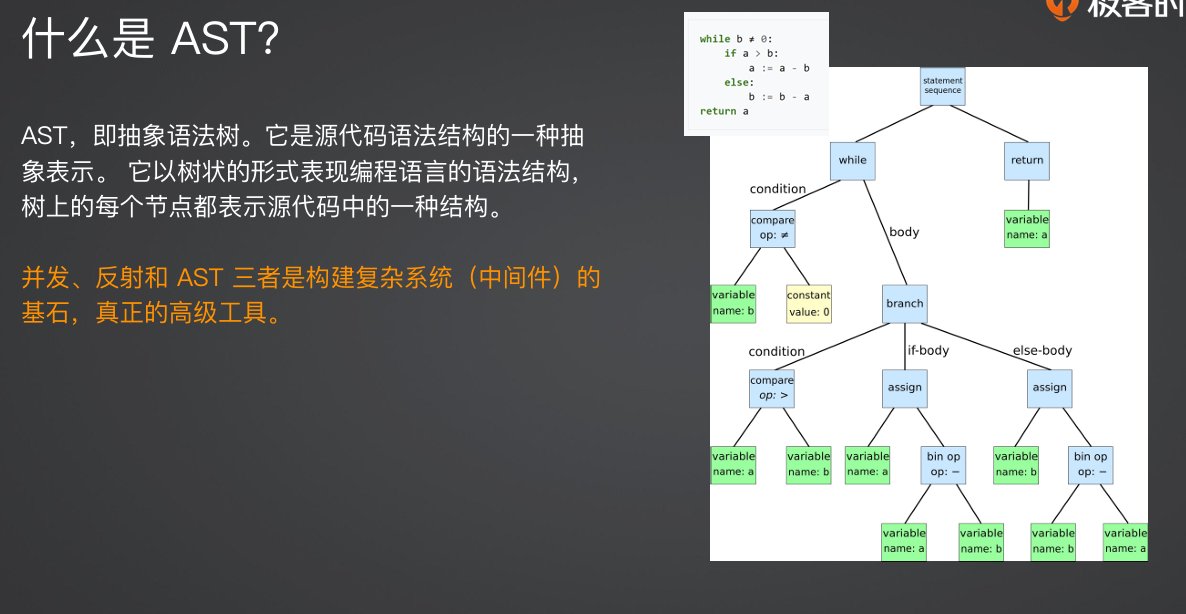 什么是 AST?
极客时
AST，即抽象语法树。它是源代码语法结构的一种抽
象表示。 它以树状的形式表现编程语言的语法结构，
树上的每个节点都表示源代码中的一种结构。
并发、反射和 AST 三者是构建复杂系统（中间件）的
基石，真正的高级工具。
while b ≠ 0:
if a > b:
a := a - b
else:
b := b - a
return a
statement
sequence
while
return
condition
body
compare
op: ≠
variable
name: a
variable
name: b
constant
value: 0
branch
condition
if-body
else-body
compare
op: >
assign
assign
variable
name: a
variable
name: b
variable
name: a
bin op
op: −
variable
name: b
bin op
op: −
variable
name: a
variable
name: b
variable
name: b
variable
name: a